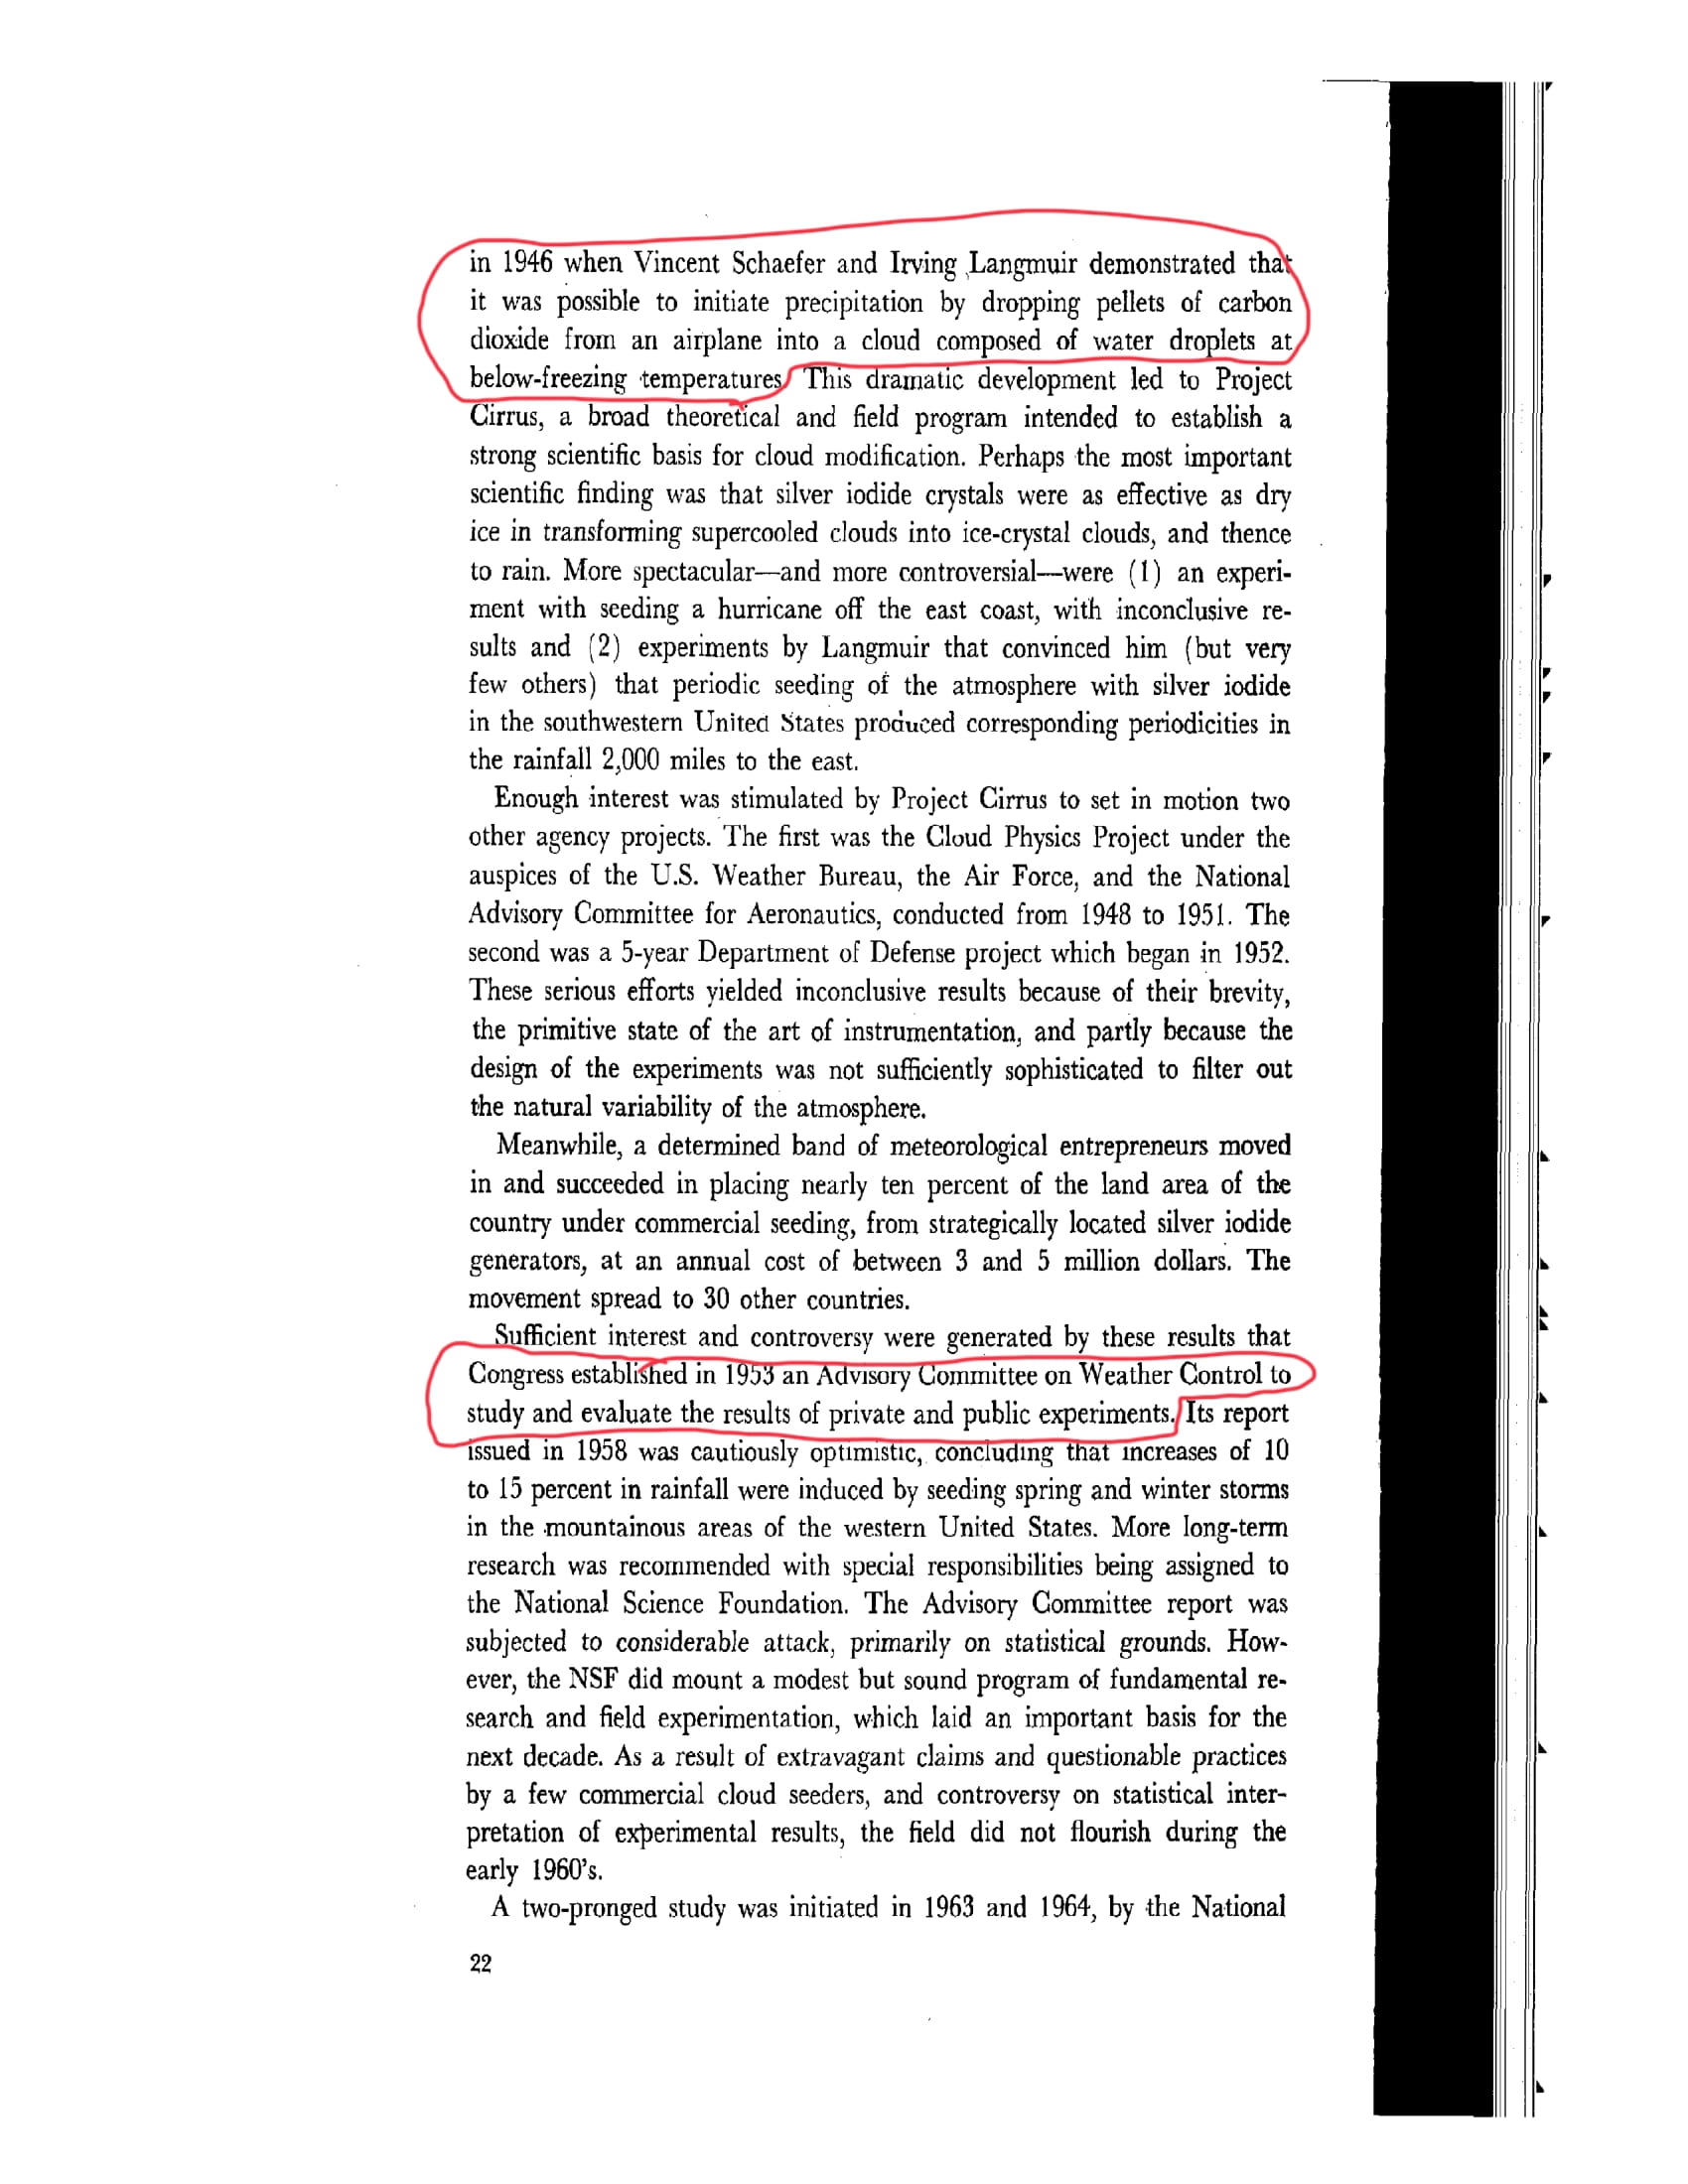 in 1946 when Vincent Schaefer and Irving Langmuir demonstrated that
it was possible to initiate precipitation by dropping pellets of carbon
dioxide from an airplane into a cloud composed of water droplets at
below-freezing temperatures. This dramatic development led to Project
Cirrus, a broad theoretical and field program intended to establish a
strong scientific basis for cloud modification. Perhaps the most important
scientific finding was that silver iodide crystals were as effective as dry
ice in transforming supercooled clouds into ice-crystal clouds, and thence
to rain. More spectacular—and more controversial—were (1) an experi-
ment with seeding a hurricane off the east coast, with inconclusive re-
sults and (2) experiments by Langmuir that convinced him (but very
few others) that periodic seeding of the atmosphere with silver iodide
in the southwestern United States produced corresponding periodicities in
the rainfall 2,000 miles to the east.
Enough interest was stimulated by Project Cirrus to set in motion two
other agency projects. The first was the Cloud Physics Project under the
auspices of the U.S. Weather Bureau, the Air Force, and the National
Advisory Committee for Aeronautics, conducted from 1948 to 1951. The
second was a 5-year Department of Defense project which began in 1952.
These serious efforts yielded inconclusive results because of their brevity,
the primitive state of the art of instrumentation, and partly because the
design of the experiments was not sufficiently sophisticated to filter out
the natural variability of the atmosphere.
Meanwhile, a determined band of meteorological entrepreneurs moved
in and succeeded in placing nearly ten percent of the land area of the
country under commercial seeding, from strategically located silver iodide
generators, at an annual cost of between 3 and 5 million dollars. The
movement spread to 30 other countries.
Sufficient interest and controversy were generated by these results that
Congress established in 1953 an Advisory Committee on Weather Control to
study and evaluate the results of private and public experiments. Its report
issued in 1958 was cautiously optimistic, concluding that increases of 10
to 15 percent in rainfall were induced by seeding spring and winter storms
in the mountainous areas of the western United States. More long-term
research was recommended with special responsibilities being assigned to
the National Science Foundation. The Advisory Committee report was
subjected to considerable attack, primarily on statistical grounds. How-
ever, the NSF did mount a modest but sound program of fundamental re-
search and field experimentation, which laid an important basis for the
next decade. As a result of extravagant claims and questionable practices
by a few commercial cloud seeders, and controversy on statistical inter-
pretation of experimental results, the field did not flourish during the
early 1960's.
A two-pronged study was initiated in 1963 and 1964, by the National
22